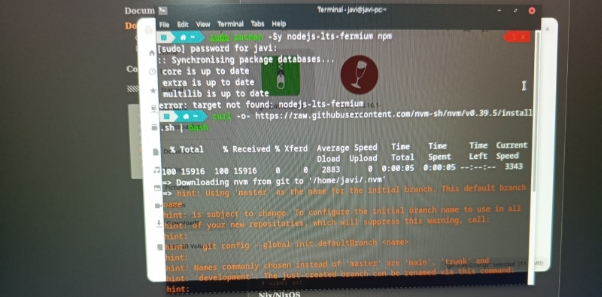 Docum
Do
Co
Terminal - javi@javi-pc~
File Edit View Terminal Tabs Help
sudo pacman -Sy nodejs-lts-fermium npm
[sudo] password for javi:
:: Synchronising package databases...
core is up to date
extra is up to date
multilib is up to date
error: target not found: nodejs-lts-fermium
curl -o- https://raw.githubusercontent.com/nvm-sh/nvm/v0.39.5/install
.sh | bash
% Total % Received % Xferd Average Speed Time Time Time Current
Dload Upload Total Spent Left Speed
100 15916 100 15916 0 0 2883 0 0:00:05 0:00:05 --:--:-- 3343
=> Downloading nvm from git to '/home/javi/.nvm'
=> hint: Using 'master' as the name for the initial branch. This default branch
name
hint: is subject to change. To configure the initial branch name to use in all
hint: of your new repositories, which will suppress this warning, call:
hint:
hint: git config --global init.defaultBranch <name>
hint:
hint: Names commonly chosen instead of 'master' are 'main', 'trunk' and
hint: 'development'. The just-created branch can be renamed via this command:
hint:
Nix/NixOS